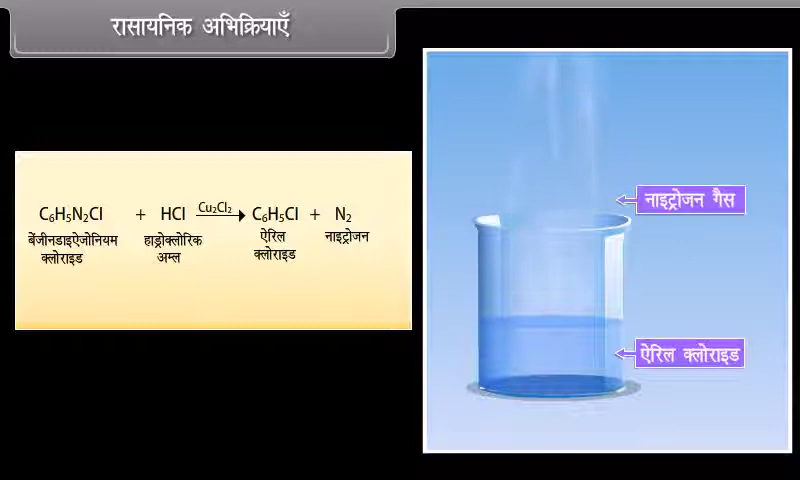 रासायनिक अभिक्रियाएँ
C₆H₅N₂Cl + HCl Cu₂Cl₂ → C₆H₅Cl + N₂
बेंजीनडाइऐजोनियम हाड्रोक्लोरिक ऐरिल नाइट्रोजन
क्लोराइड अम्ल क्लोराइड
नाइट्रोजन गैस
ऐरिल क्लोराइड